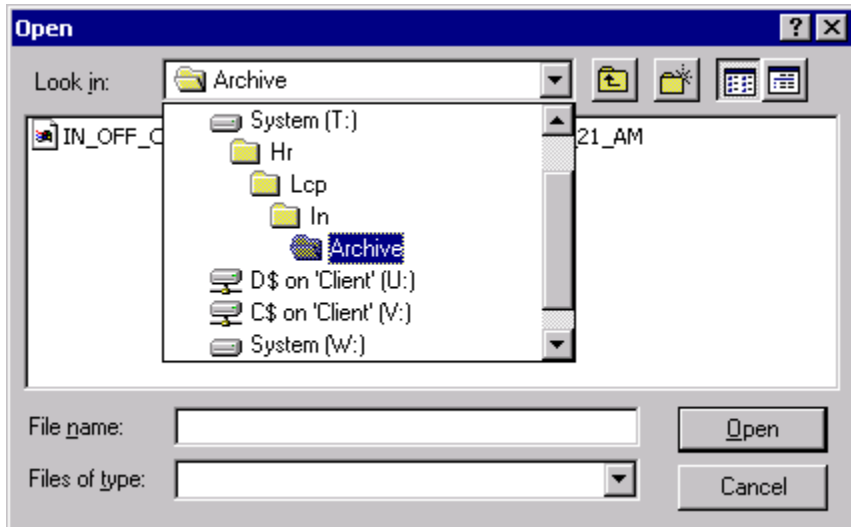 Open
Look in: Archive
IN_OFF_C 21_AM
System (T:)
Hr
Lcp
In
Archive
D$ on 'Client' (U:)
C$ on 'Client' (V:)
System (W:)
File name:
Open
Files of type:
Cancel